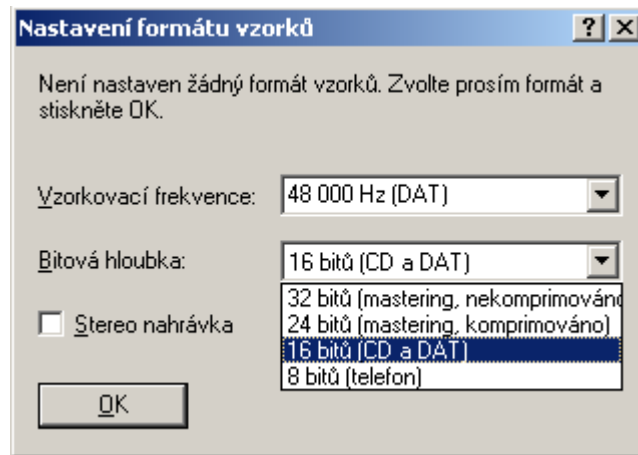 Nastavení formátu vzorků
Není nastaven žádný formát vzorků. Zvolte prosím formát a
stiskněte OK.
Vzorkovací frekvence:
48 000 Hz (DAT)
Bitová hloubka:
16 bitů (CD a DAT)
32 bitů (mastering, nekomprimováno
24 bitů (mastering, komprimováno)
16 bitů (CD a DAT)
8 bitů (telefon)
Stereo nahrávka
OK